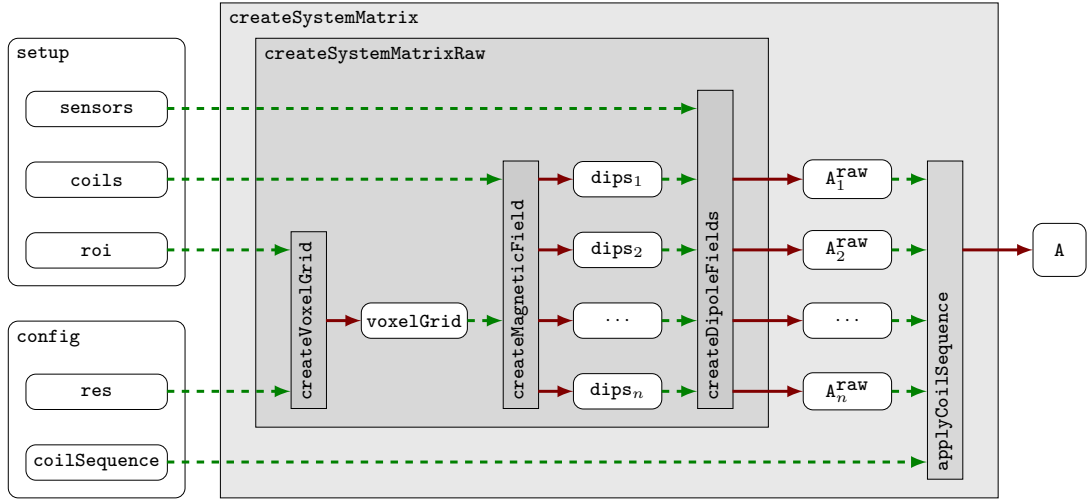 createSystemMatrix
setup
createSystemMatrixRaw
sensors
coils
dips₁
A₁ʳᵃʷ
roi
dips₂
A₂ʳᵃʷ
A
createVoxelGrid
createMagneticField
createDipoleFields
applyCoilSequence
config
voxelGrid
...
...
res
dipsₙ
Aₙʳᵃʷ
coilSequence